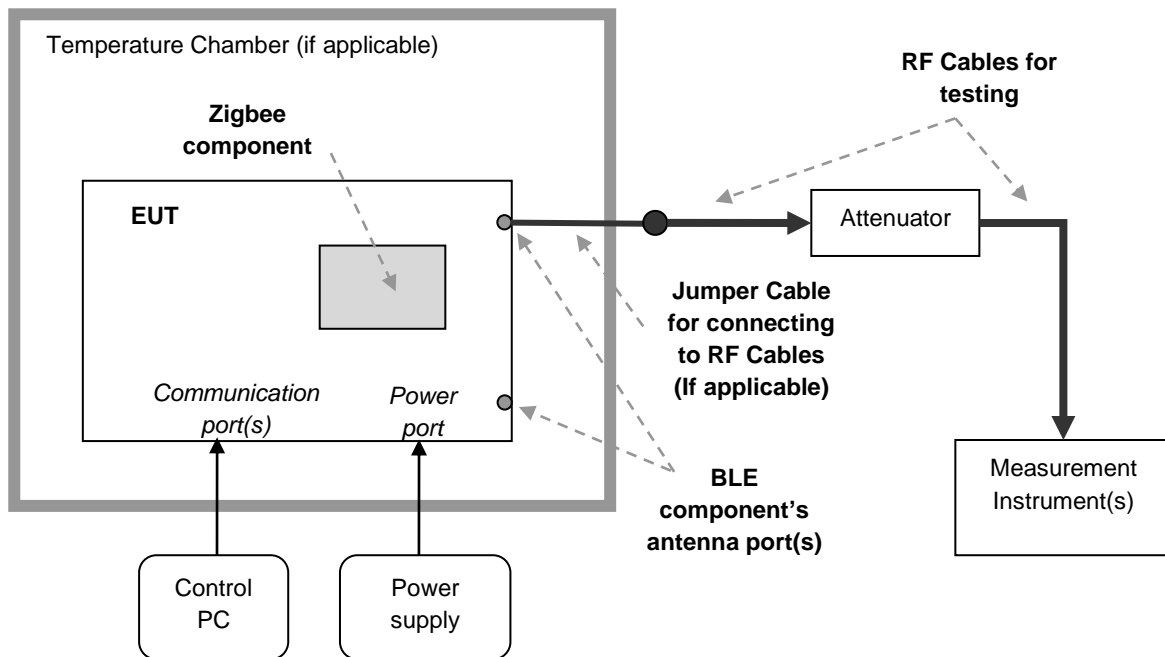 Temperature Chamber (if applicable)
RF Cables for
testing
Zigbee
component
EUT
Attenuator
Jumper Cable
for connecting
to RF Cables
(If applicable)
Communication
port(s)
Power
port
BLE
component’s
antenna port(s)
Measurement
Instrument(s)
Control
PC
Power
supply